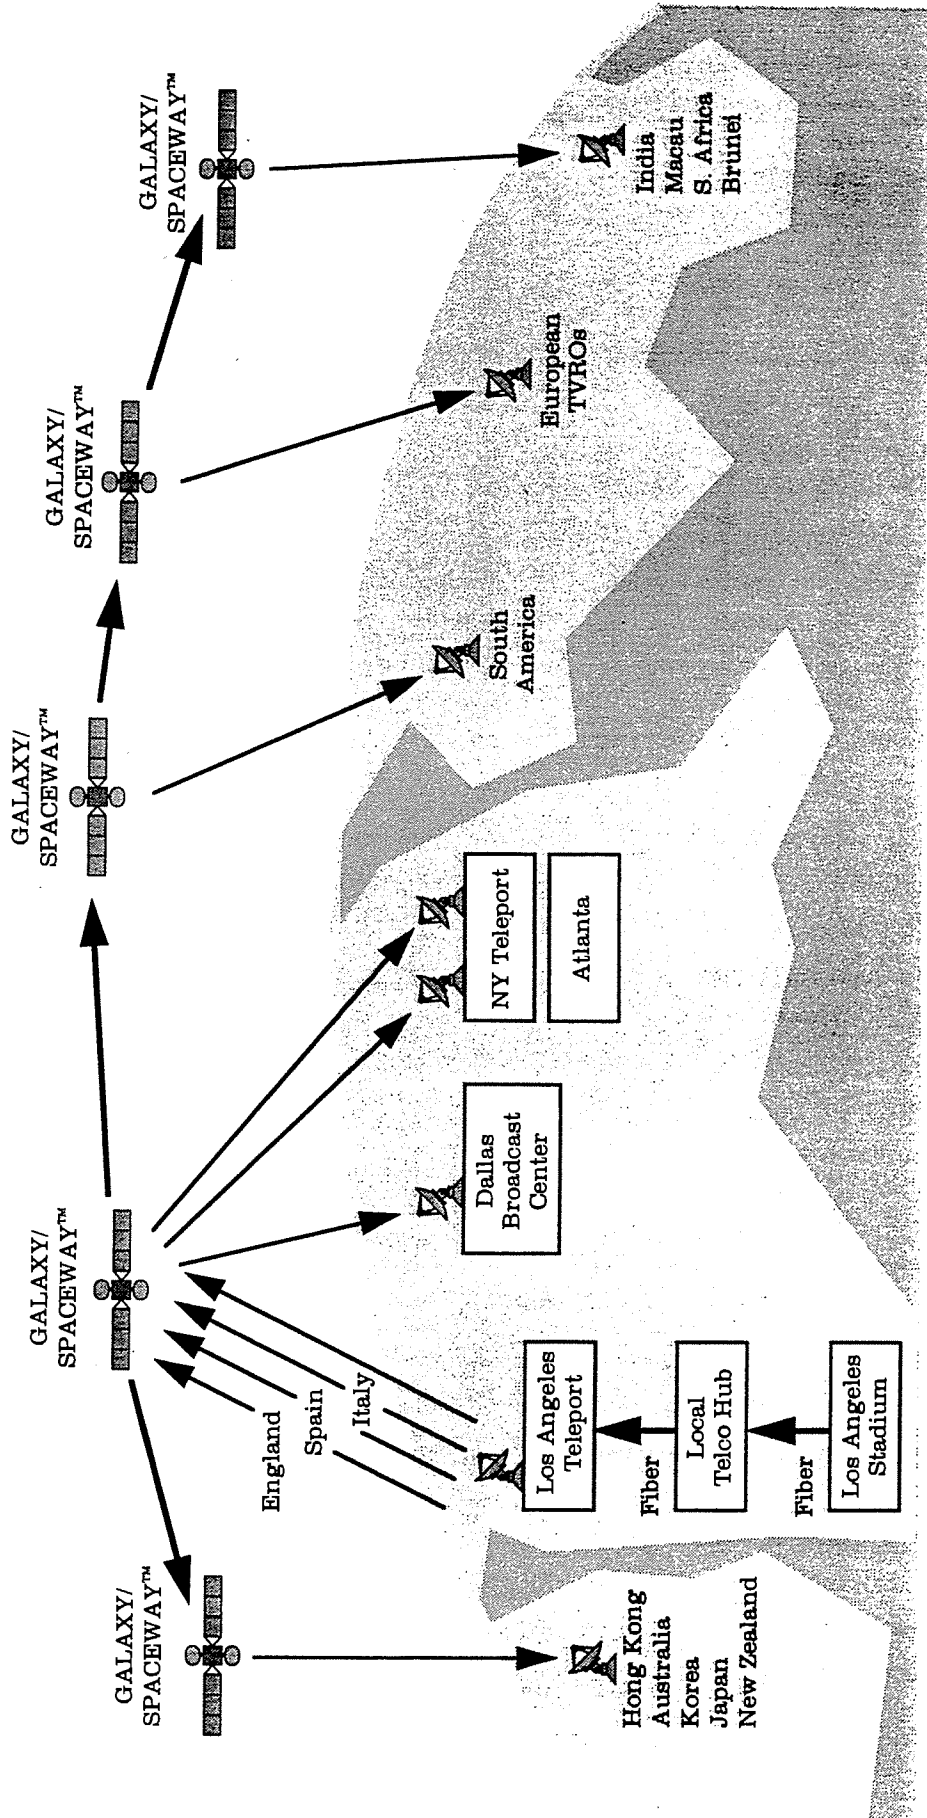 GALAXY/
SPACEWAY™
GALAXY/
SPACEWAY™
GALAXY/
SPACEWAY™
GALAXY/
SPACEWAY™
GALAXY/
SPACEWAY™
England
Spain
Italy
Hong Kong
Australia
Korea
Japan
New Zealand
Los Angeles
Teleport
Fiber
Local
Telco Hub
Fiber
Los Angeles
Stadium
Dallas
Broadcast
Center
NY Teleport
Atlanta
South
America
European
TVROs
India
Macau
S. Africa
Brunei